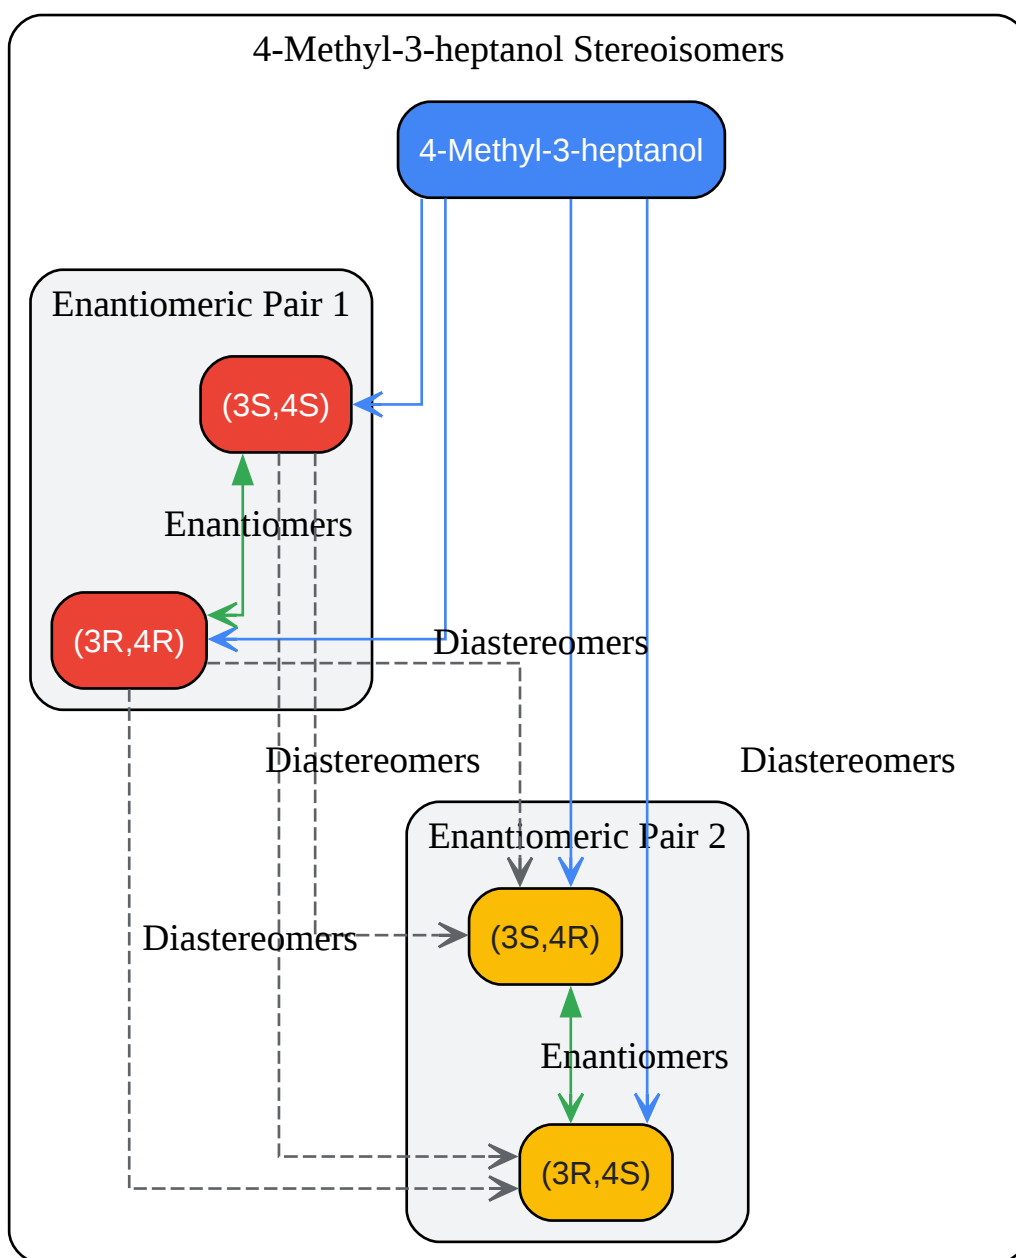 4-Methyl-3-heptanol Stereoisomers
4-Methyl-3-heptanol
Enantiomeric Pair 1
(3S,4S)
Enantiomers
(3R,4R)
Diastereomers
Diastereomers
Diastereomers
Enantiomeric Pair 2
(3S,4R)
Diastereomers
Enantiomers
(3R,4S)